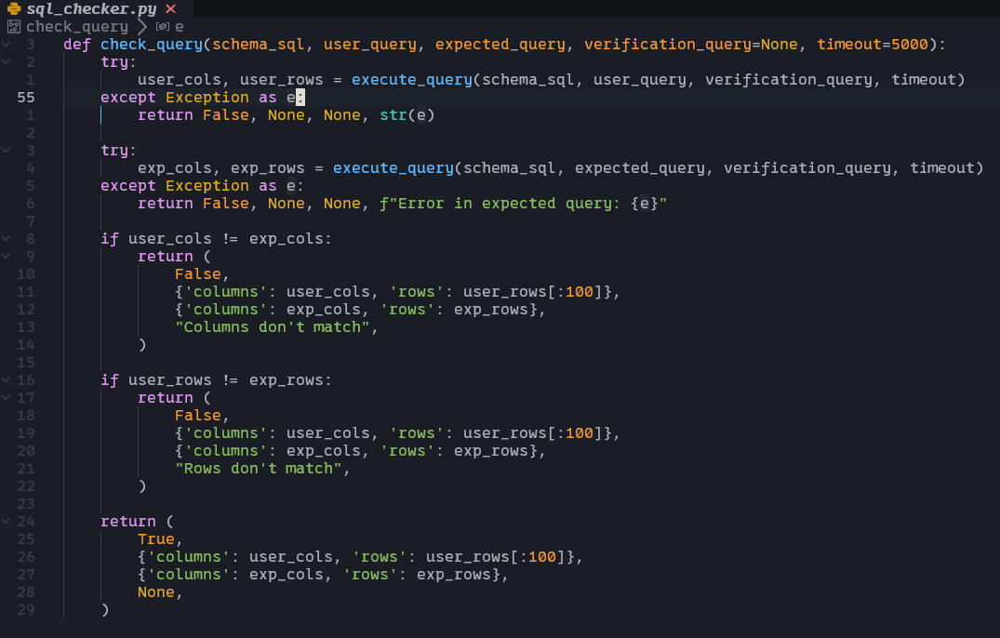 sql_checker.py ×
check_query > e
3 def check_query(schema_sql, user_query, expected_query, verification_query=None, timeout=5000):
2     try:
1         user_cols, user_rows = execute_query(schema_sql, user_query, verification_query, timeout)
55     except Exception as e:
1         return False, None, None, str(e)
2
3     try:
4         exp_cols, exp_rows = execute_query(schema_sql, expected_query, verification_query, timeout)
5     except Exception as e:
6         return False, None, None, f"Error in expected query: {e}"
7
8     if user_cols != exp_cols:
9         return (
10             False,
11             {'columns': user_cols, 'rows': user_rows[:100]},
12             {'columns': exp_cols, 'rows': exp_rows},
13             "Columns don't match",
14         )
15
16     if user_rows != exp_rows:
17         return (
18             False,
19             {'columns': user_cols, 'rows': user_rows[:100]},
20             {'columns': exp_cols, 'rows': exp_rows},
21             "Rows don't match",
22         )
23
24     return (
25         True,
26         {'columns': user_cols, 'rows': user_rows[:100]},
27         {'columns': exp_cols, 'rows': exp_rows},
28         None,
29     )